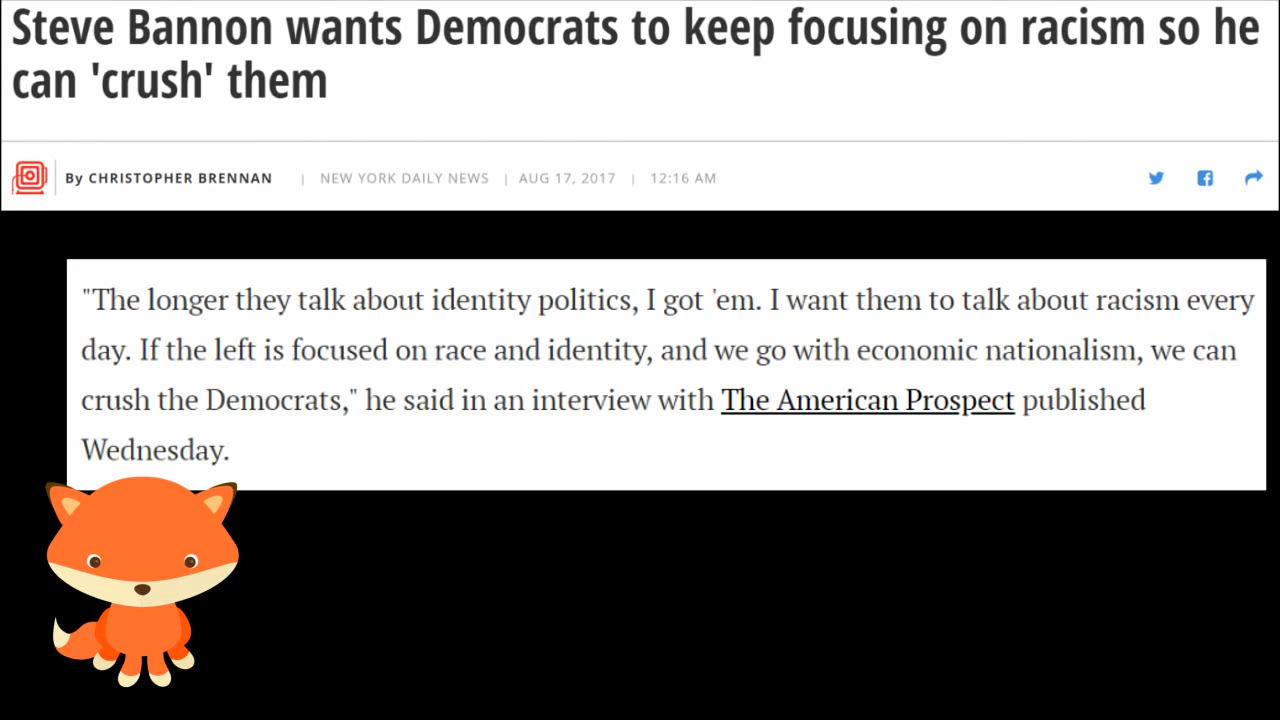 Steve Bannon wants Democrats to keep focusing on racism so he
can 'crush' them
By CHRISTOPHER BRENNAN | NEW YORK DAILY NEWS | AUG 17, 2017 | 12:16 AM
"The longer they talk about identity politics, I got 'em. I want them to talk about racism every
day. If the left is focused on race and identity, and we go with economic nationalism, we can
crush the Democrats," he said in an interview with The American Prospect published
Wednesday.